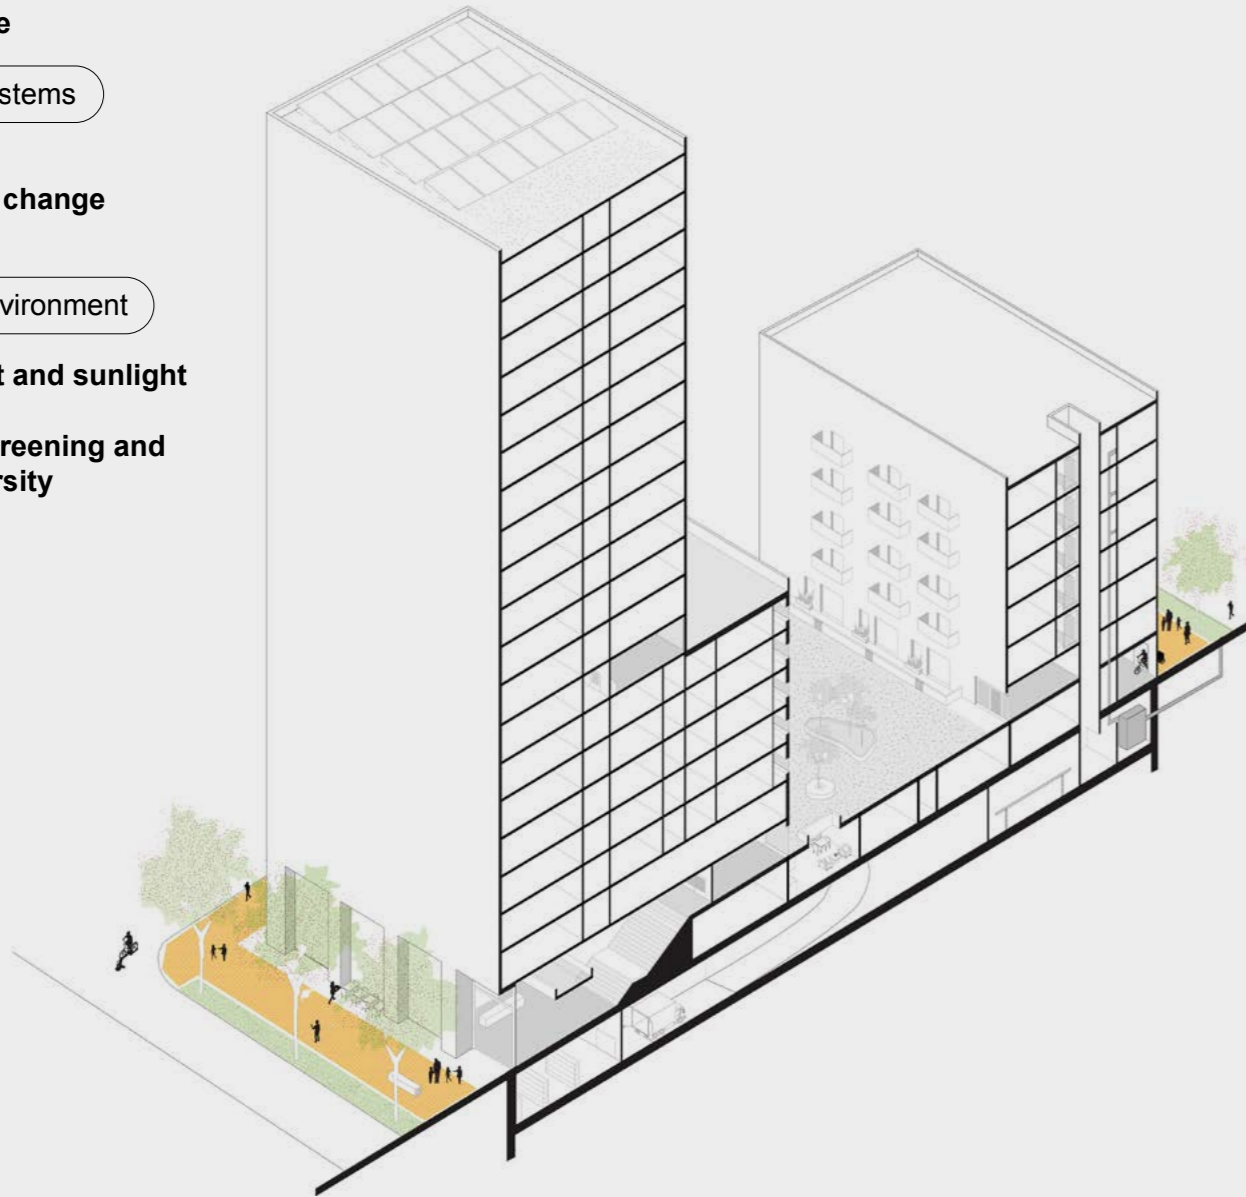 e
stems
change
vironment
t and sunlight
reening and
rsity